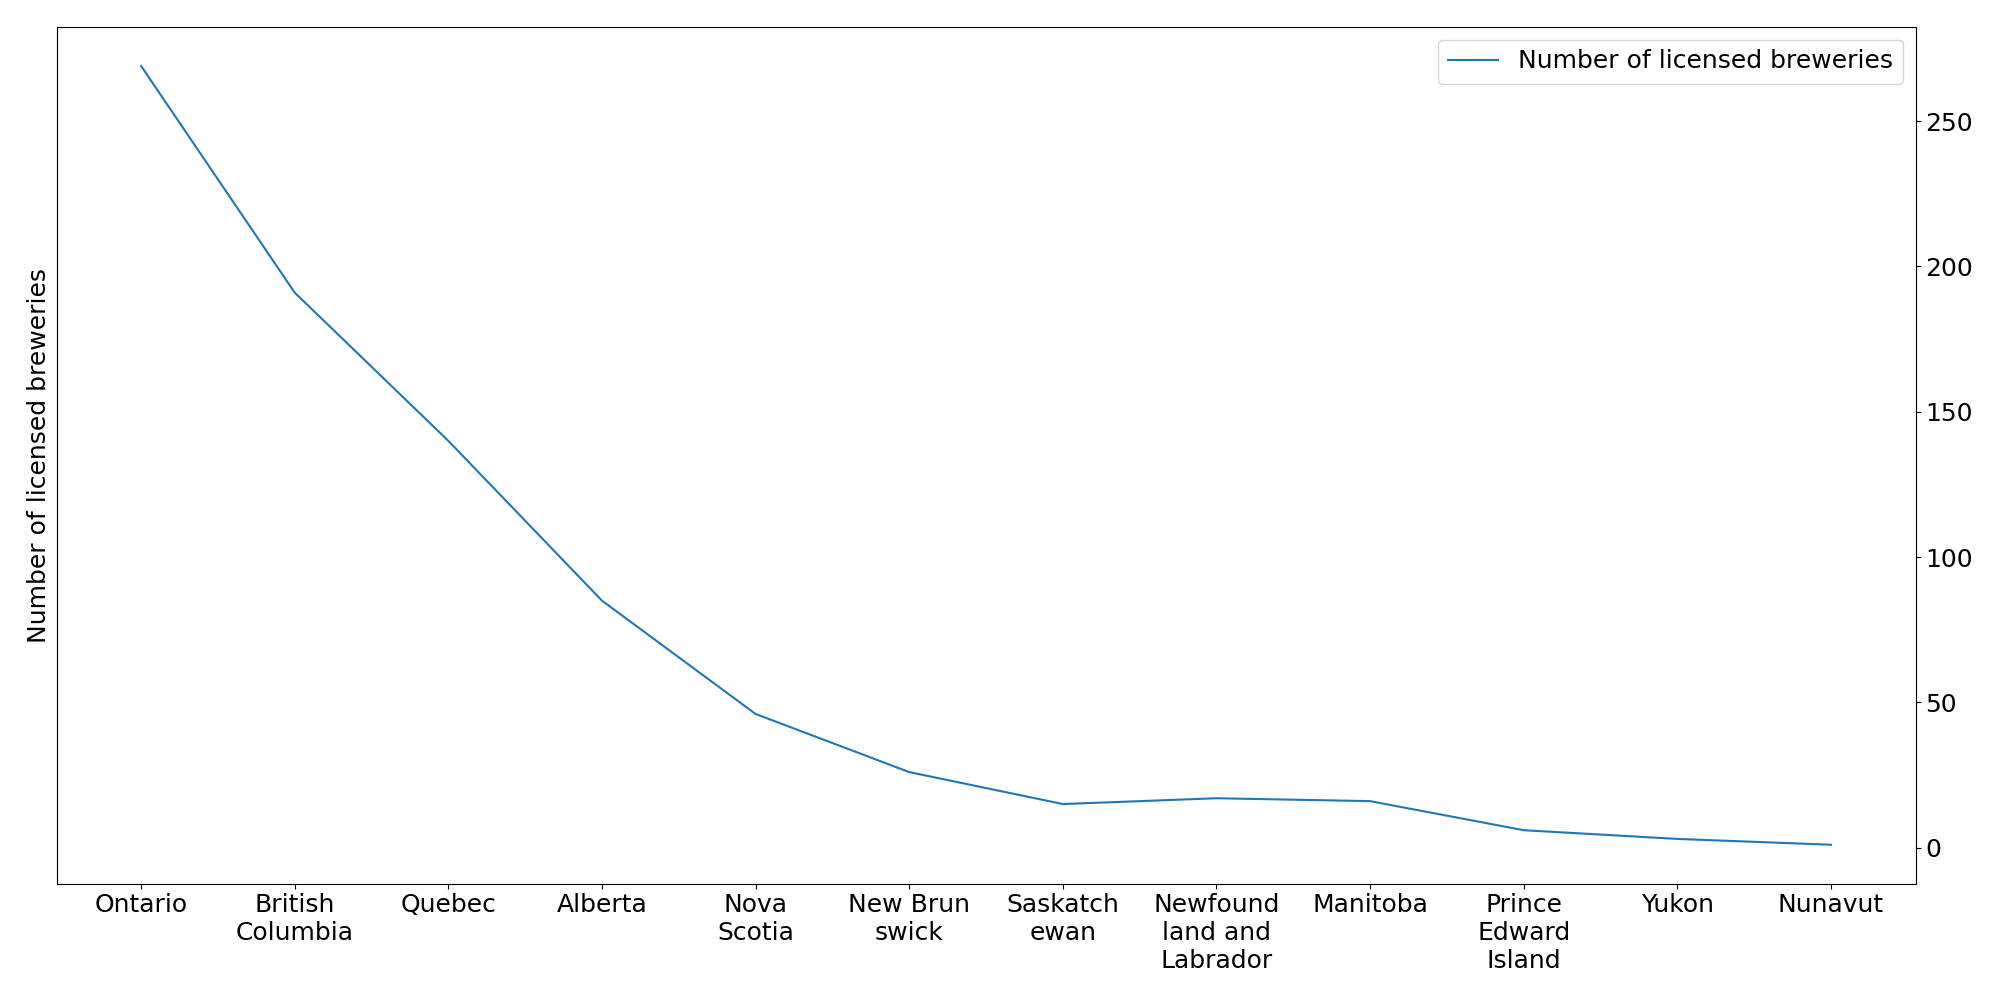 Number of licensed breweries
Number of licensed breweries
250
200
150
100
50
0
Ontario
British
Columbia
Quebec
Alberta
Nova
Scotia
New Brun
swick
Saskatch
ewan
Newfound
land and
Labrador
Manitoba
Prince
Edward
Island
Yukon
Nunavut